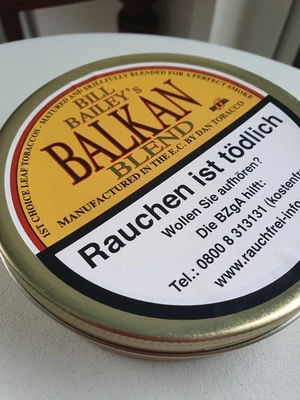 1ST CHOICE LEAF TOBACCOS - MATURED AND SKILLFULLY BLENDED FOR A PERFECT SMOKE
BILL
BAILEY's
BALKAN
BLEND
MANUFACTURED IN THE E.C. BY DAN TOBACCO
Rauchen ist tödlich
Wollen Sie aufhören?
Die BZgA hilft:
Tel.: 0800 8 313131 (kostenfre
www.rauchfrei-info